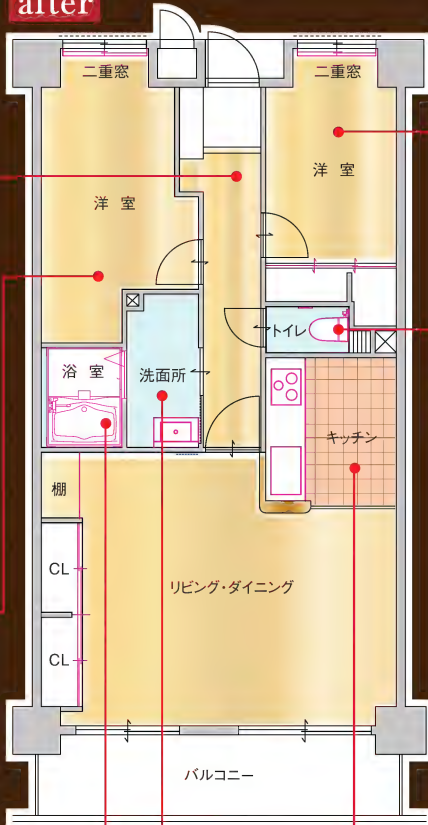 after
二重窓
二重窓
洋室
洋室
トイレ
浴室
洗面所
キッチン
棚
CL
リビング・ダイニング
CL
バルコニー